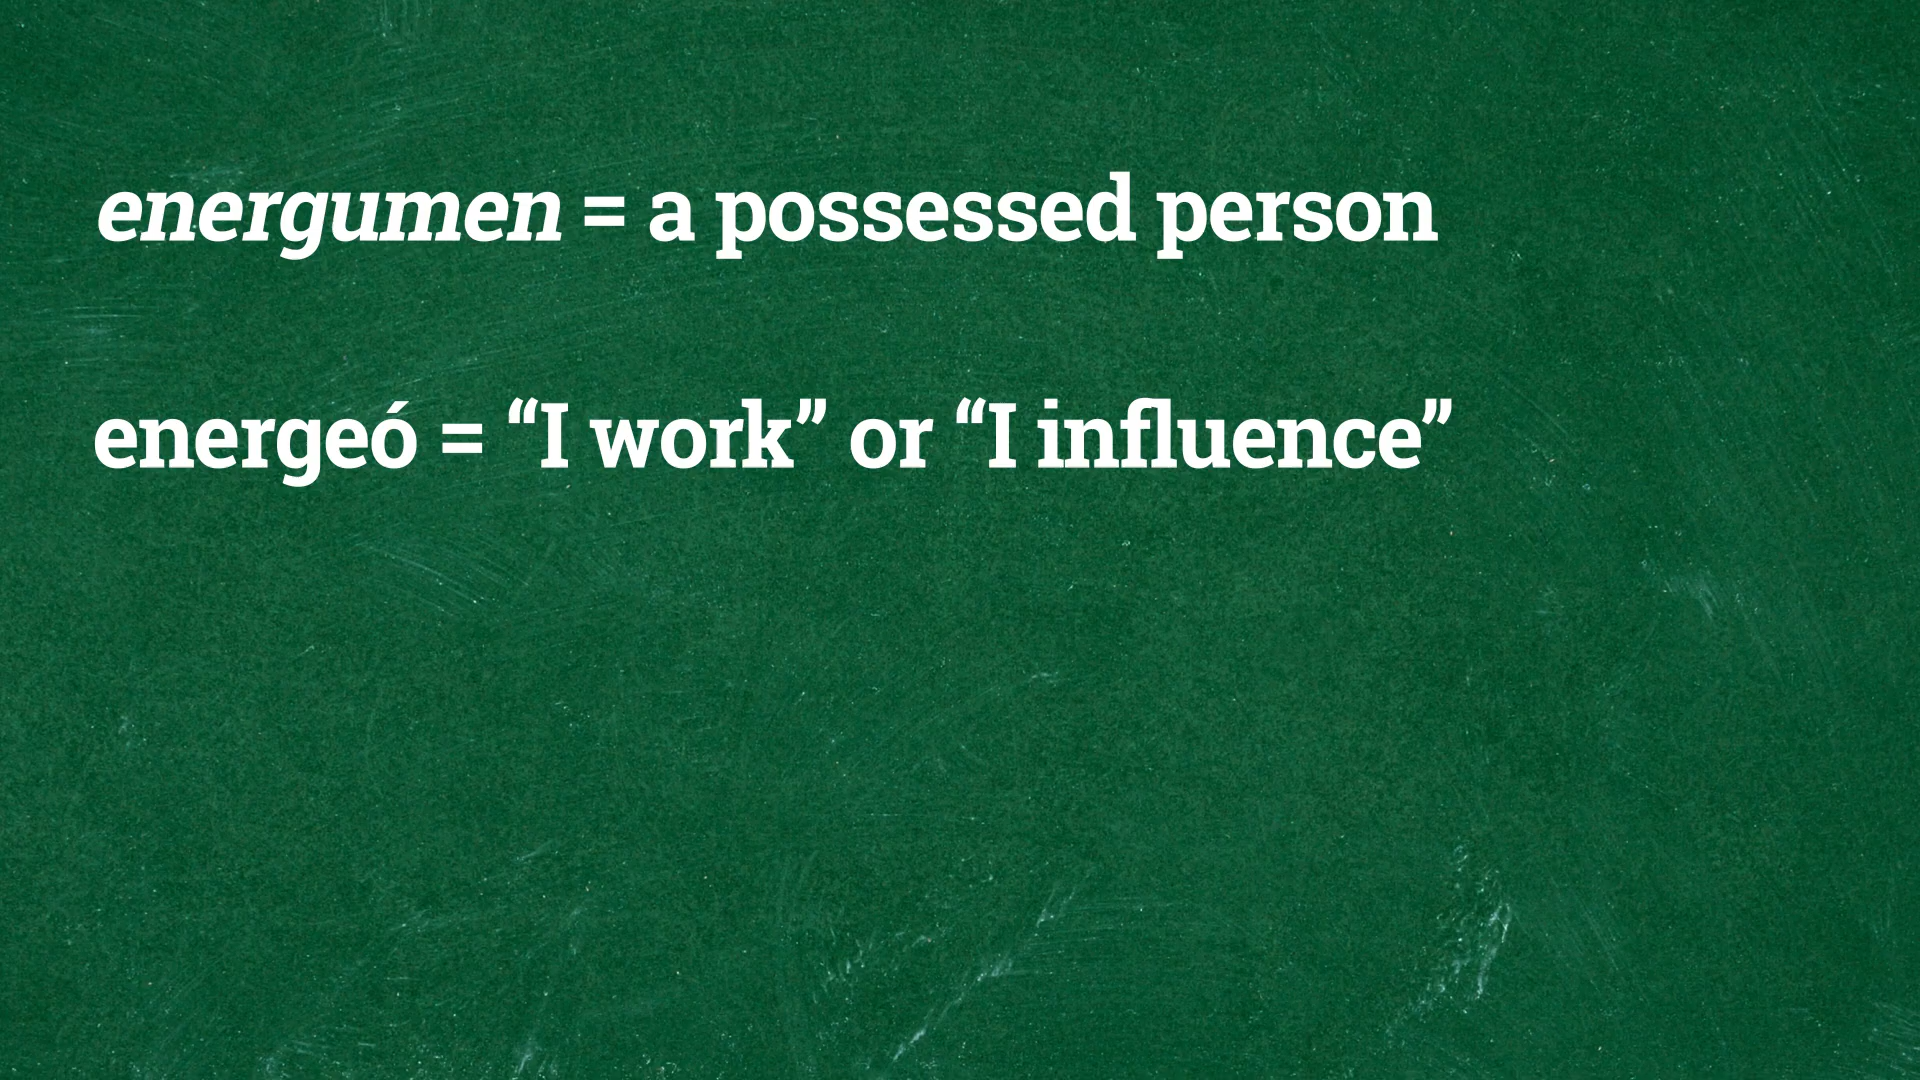 energumen = a possessed person
energeó = “I work” or “I influence”